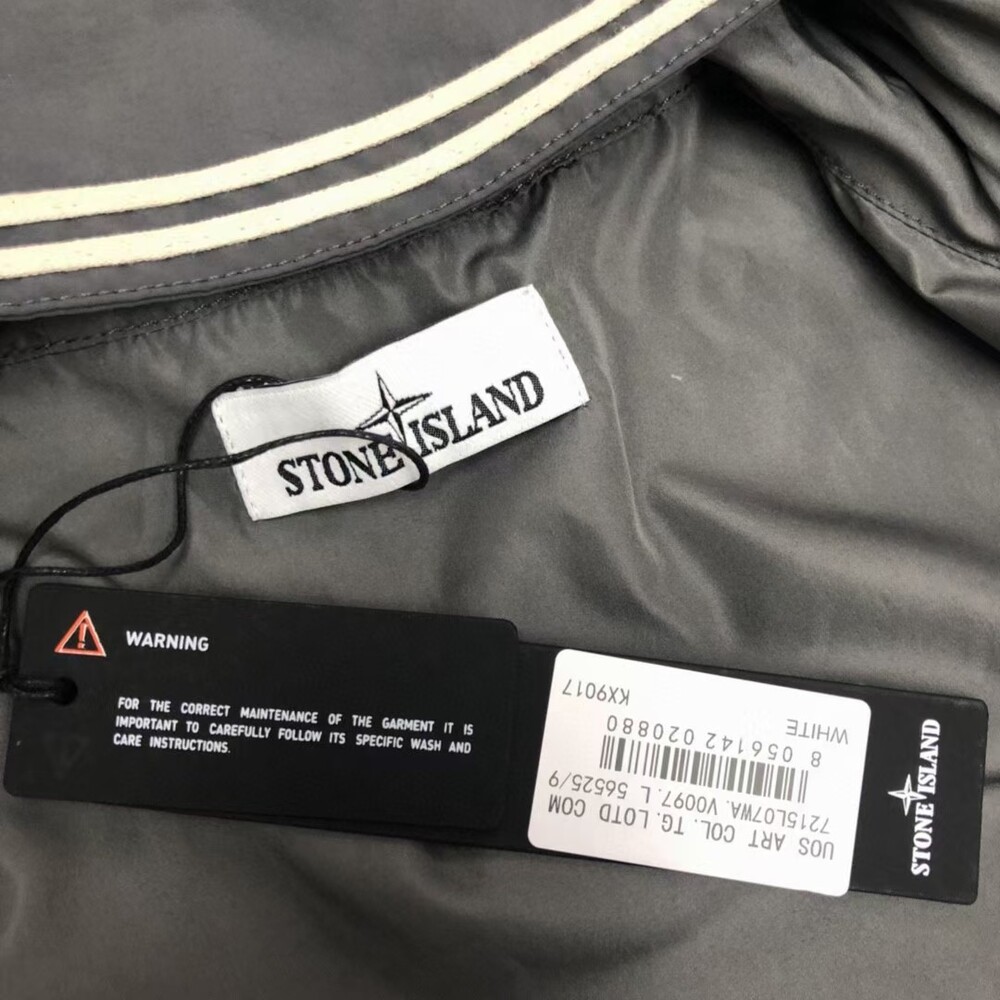 STONE ISLAND
WARNING
FOR THE CORRECT MAINTENANCE OF THE GARMENT IT IS
IMPORTANT TO CAREFULLY FOLLOW ITS SPECIFIC WASH AND
CARE INSTRUCTIONS.
UOS ART COL. TG. LOTD COM
7215L07WA. V0097. L 56525/9
8 056142 020880
WHITE
KX9017
STONE ISLAND